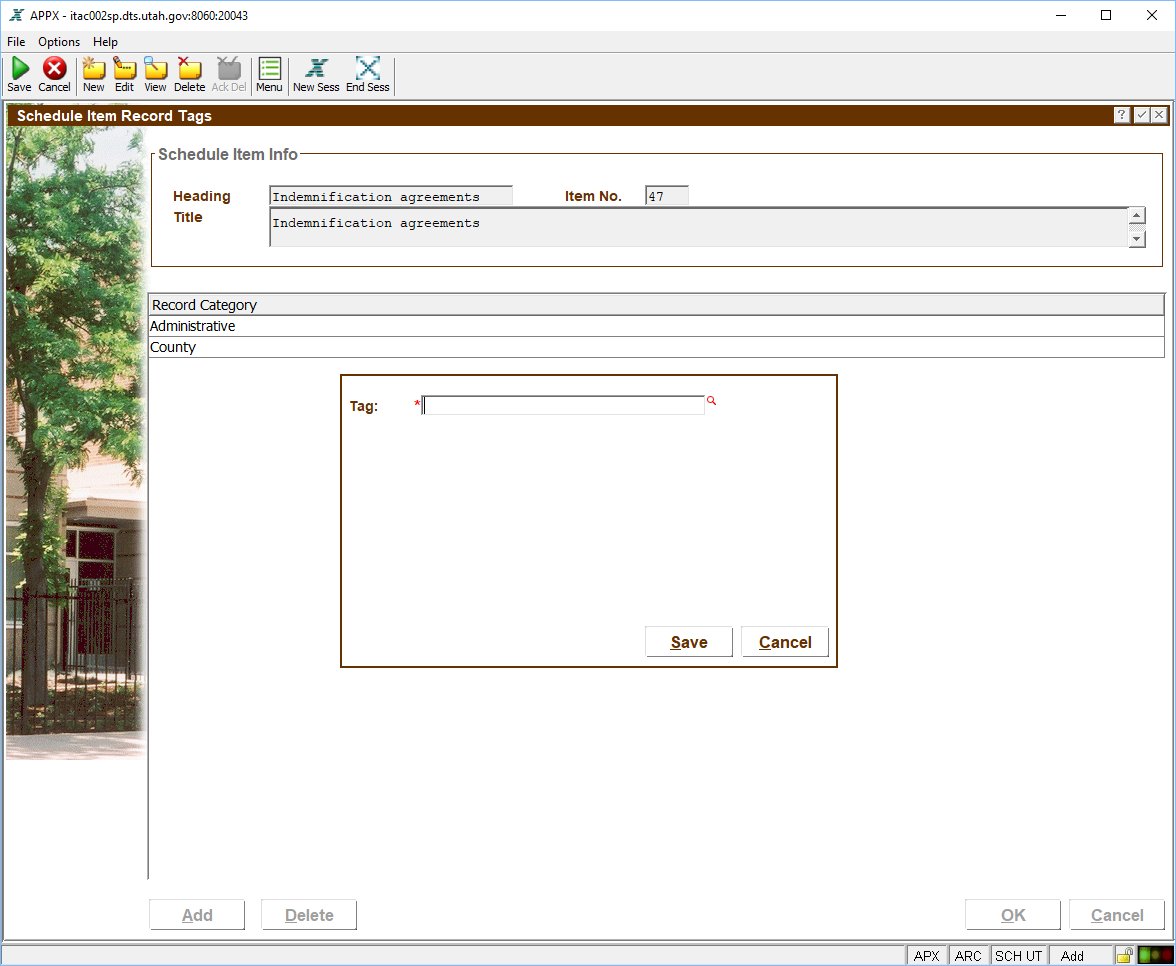 APPX - itac002sp.dts.utah.gov:8060:20043
File Options Help
Save Cancel New Edit View Delete Ack Del Menu New Sess End Sess
Schedule Item Record Tags ?
Schedule Item Info
Heading Indemnification agreements Item No. 47
Title Indemnification agreements
Record Category
Administrative
County
Tag: *
Save Cancel
Add Delete OK Cancel
APX ARC SCH UT Add